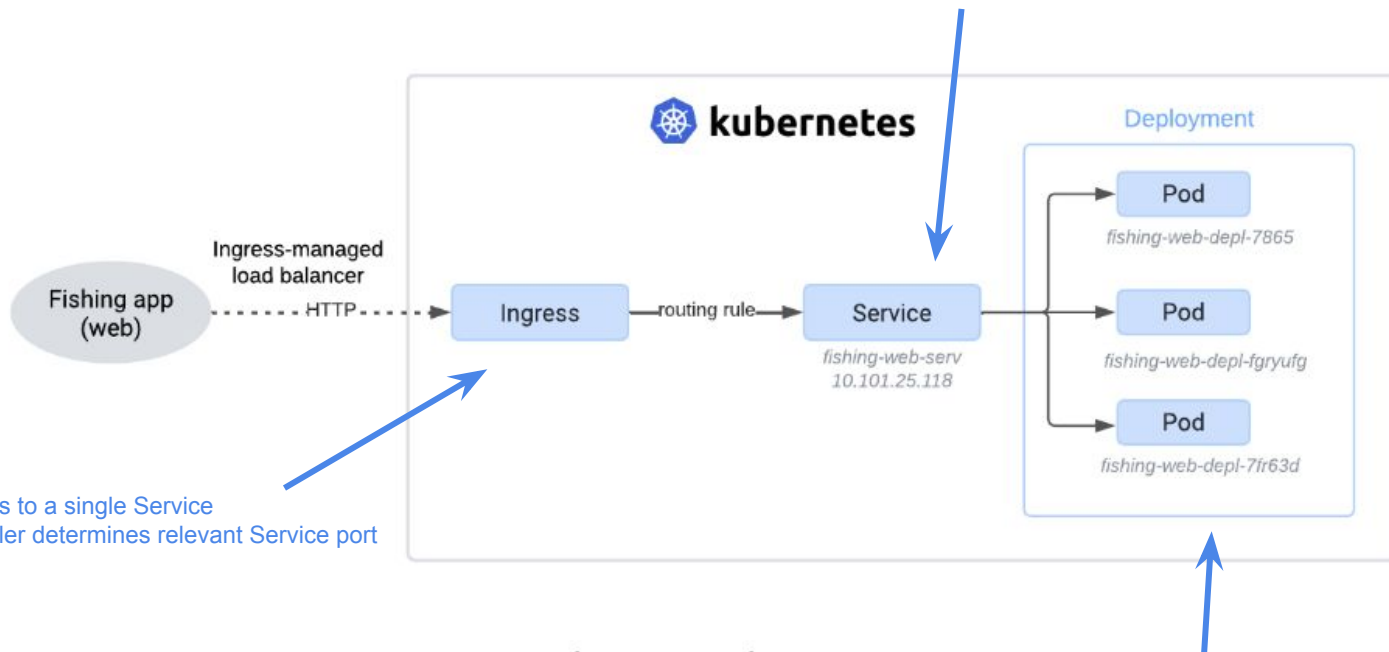 kubernetes
Deployment
Pod
fishing-web-depl-7865
Ingress-managed
load balancer
Fishing app
(web)
HTTP
Ingress
routing rule
Service
fishing-web-serv
10.101.25.118
Pod
fishing-web-depl-fgryufg
Pod
fishing-web-depl-7fr63d
to a single Service
determines relevant Service port